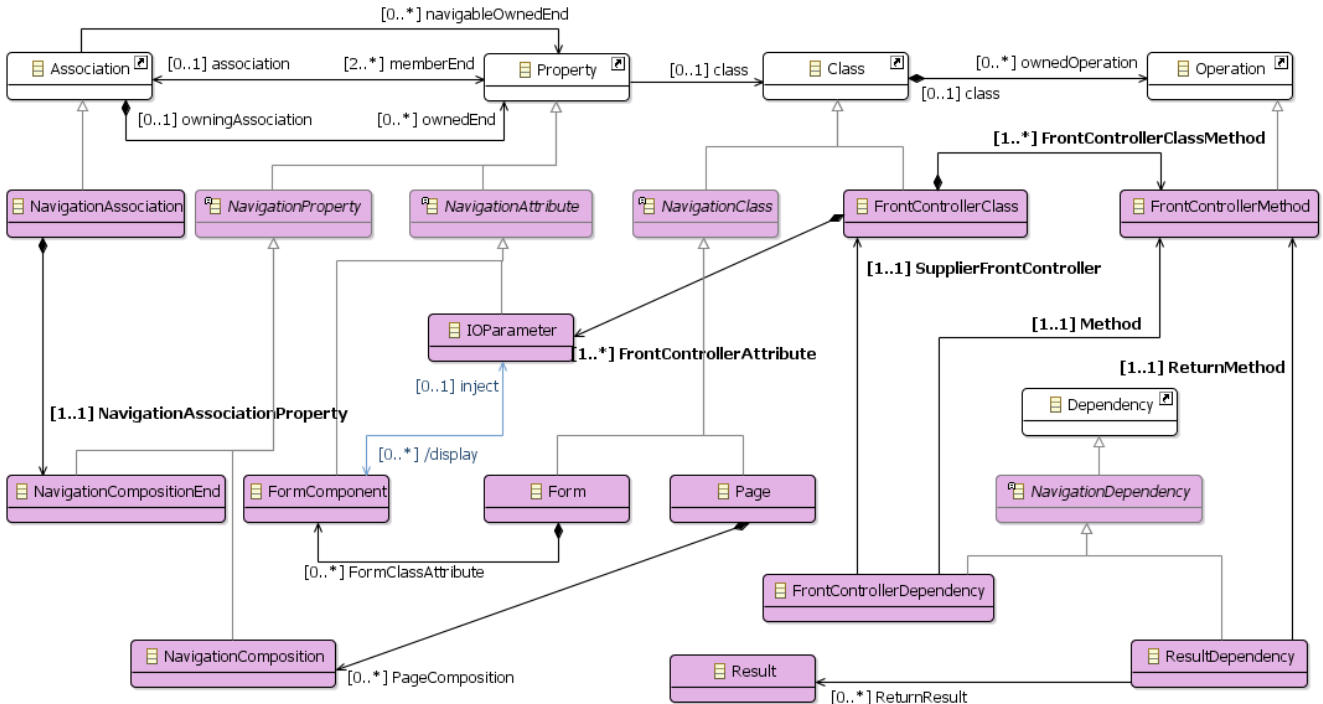 [0..*] navigableOwnedEnd
Association
[0..1] association
[2..*] memberEnd
Property
[0..1] class
Class
[0..*] ownedOperation
[0..1] class
Operation
[0..1] owningAssociation
[0..*] ownedEnd
[1..*] FrontControllerClassMethod
NavigationAssociation
NavigationProperty
NavigationAttribute
NavigationClass
FrontControllerClass
FrontControllerMethod
[1..1] SupplierFrontController
IOParameter
[1..1] Method
[1..*] FrontControllerAttribute
[1..1] ReturnMethod
[0..1] inject
[1..1] NavigationAssociationProperty
Dependency
[0..*] /display
NavigationCompositionEnd
FormComponent
Form
Page
NavigationDependency
[0..*] FormClassAttribute
FrontControllerDependency
NavigationComposition
[0..*] PageComposition
Result
ResultDependency
[0..*] ReturnResult